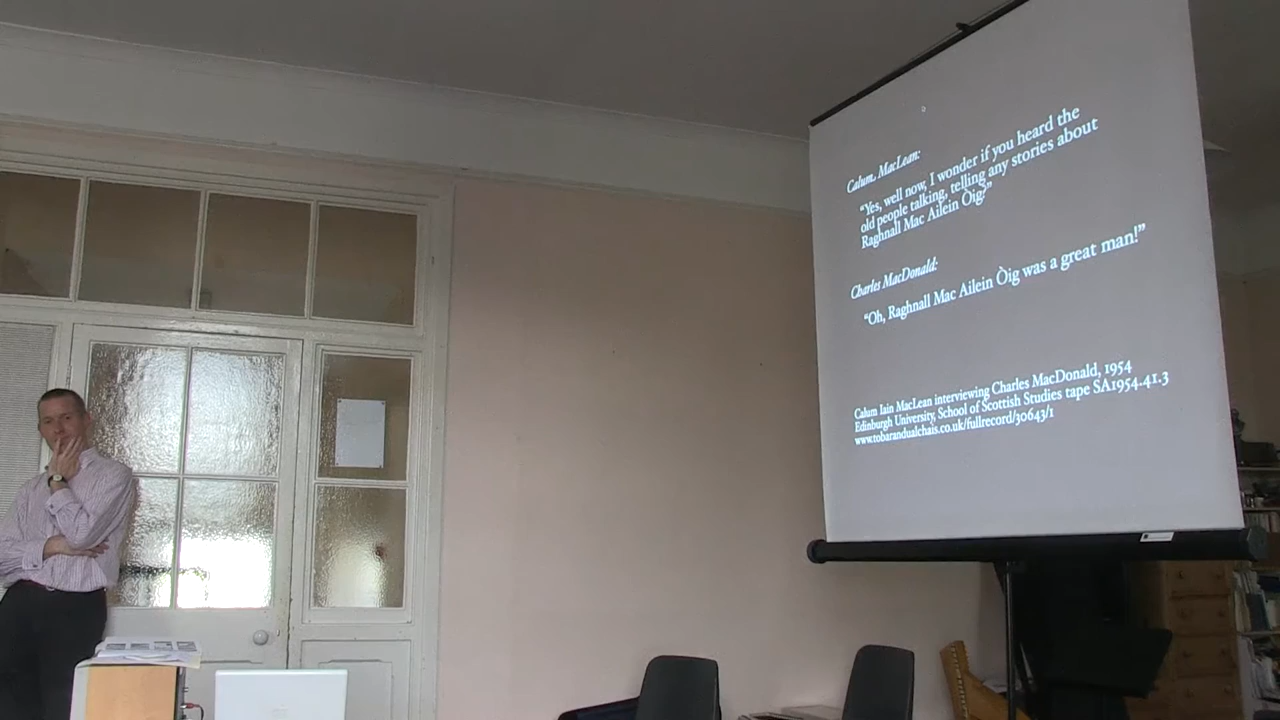 Calum MacLean:
“Yes, well now, I wonder if you heard the
old people talking, telling any stories about
Raghnall Mac Ailein Òig?”
Charles MacDonald:
“Oh, Raghnall Mac Ailein Òig was a great man!”
Calum Iain MacLean interviewing Charles MacDonald, 1954
Edinburgh University, School of Scottish Studies tape SA1954.41.3
www.tobarandualchais.co.uk/fullrecord/30643/1